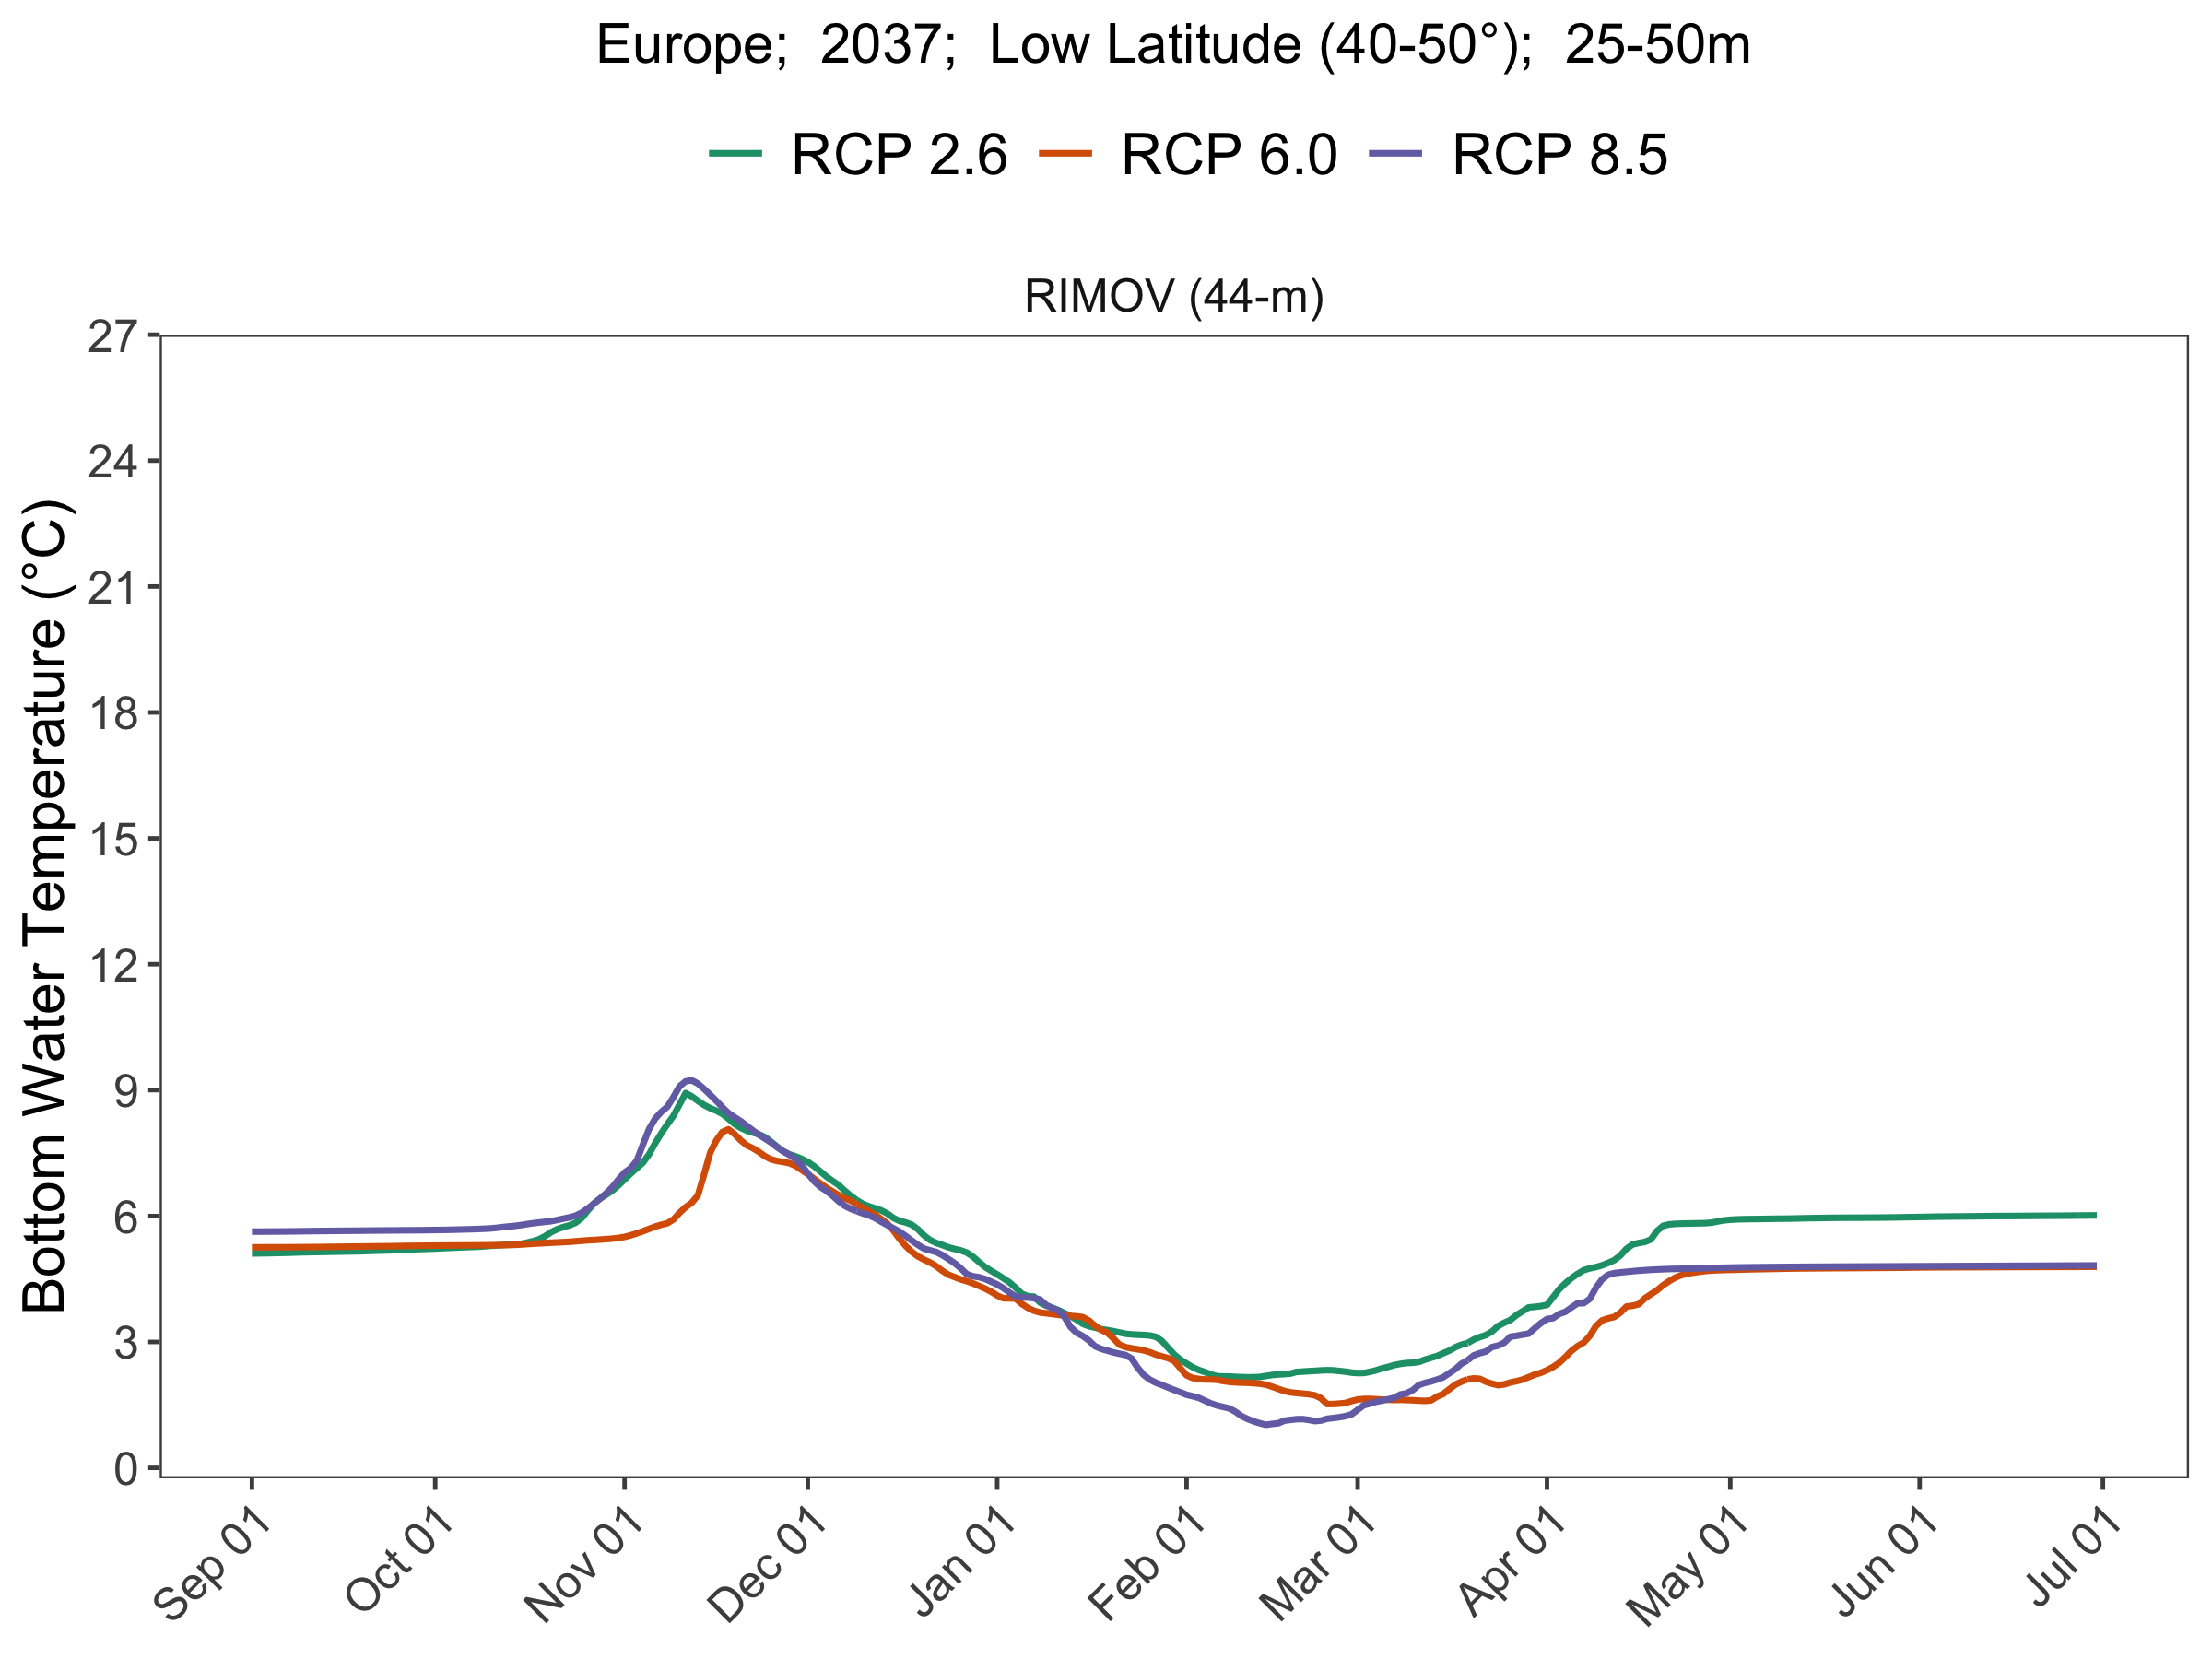 Europe;  2037;  Low Latitude (40-50°);  25-50m
RCP 2.6 RCP 6.0 RCP 8.5
RIMOV (44-m)
Bottom Water Temperature (°C)
27
24
21
18
15
12
9
6
3
0
Sep 01 Oct 01 Nov 01 Dec 01 Jan 01 Feb 01 Mar 01 Apr 01 May 01 Jun 01 Jul 01